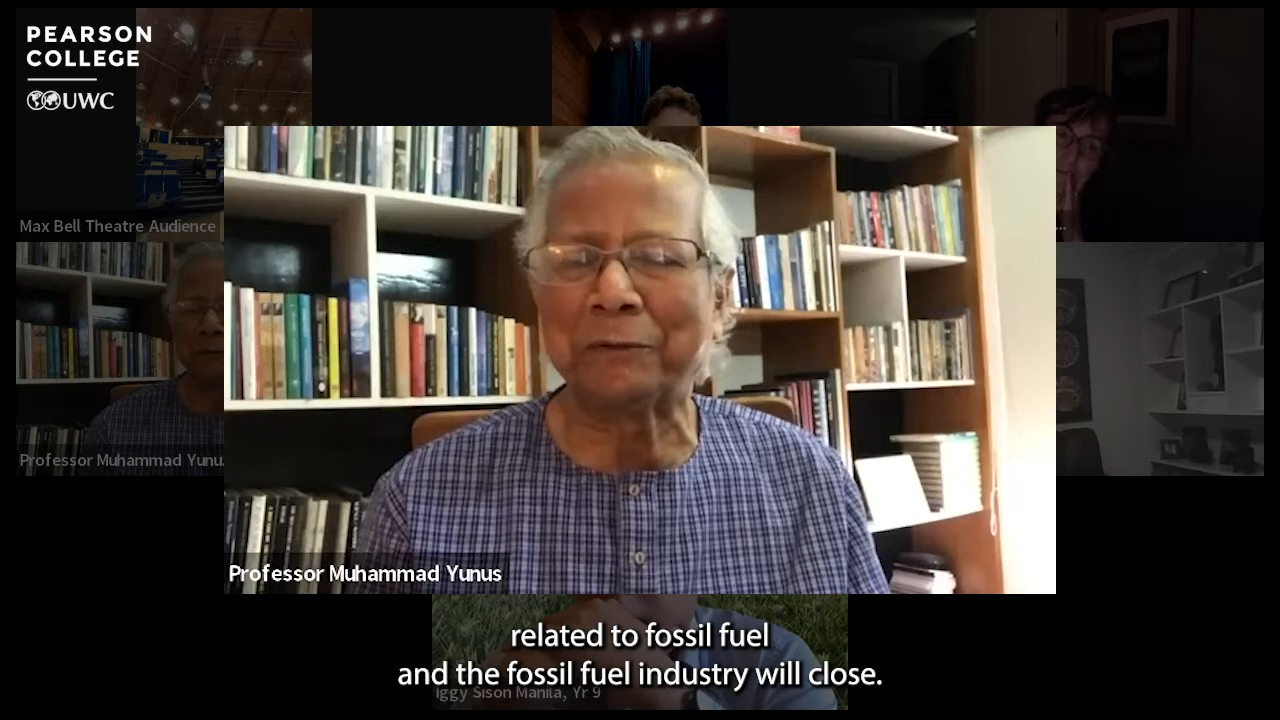 PEARSON
COLLEGE
UWC
Max Bell Theatre Audience
Professor Muhammad Yunu
Professor Muhammad Yunus
related to fossil fuel
and the fossil fuel industry will close.
Iggy Sison Manila, Yr 9